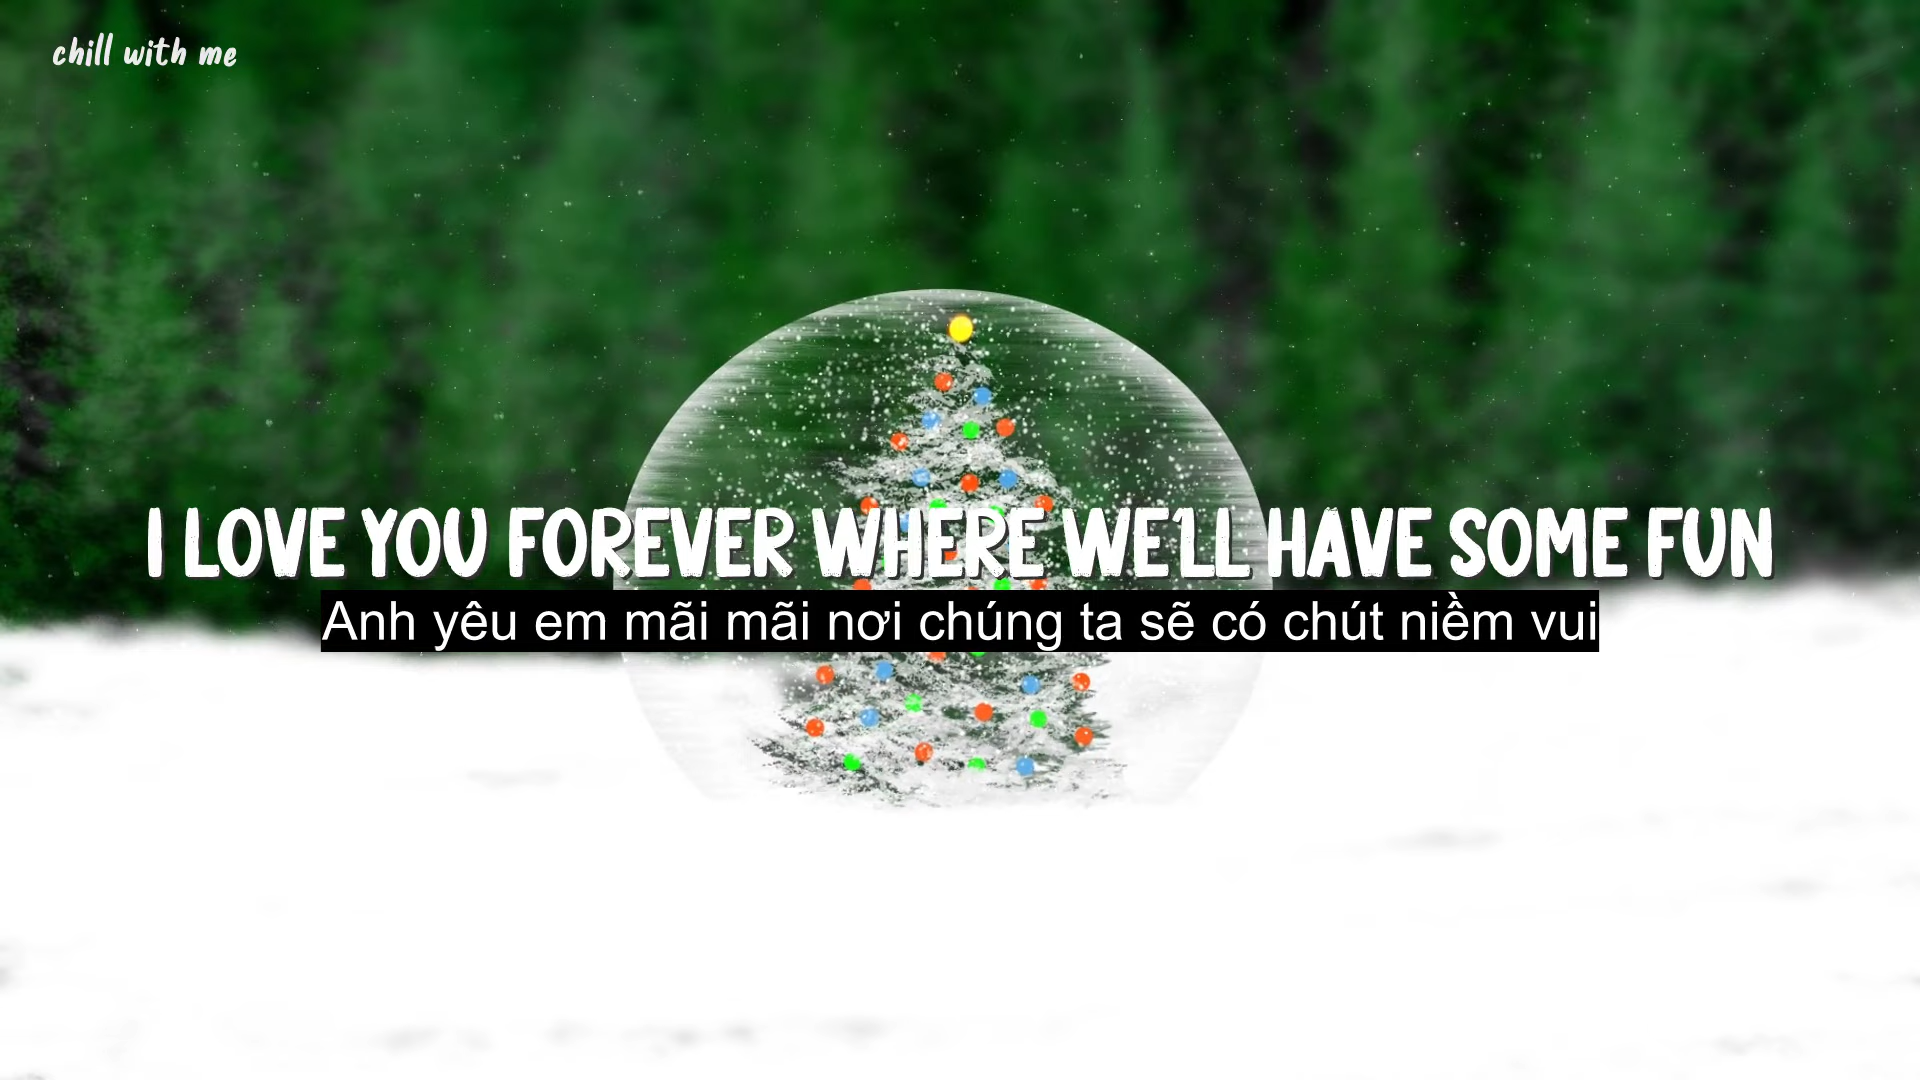 chill with me
I LOVE YOU FOREVER WHERE WE'LL HAVE SOME FUN
Anh yêu em mãi mãi nơi chúng ta sẽ có chút niềm vui